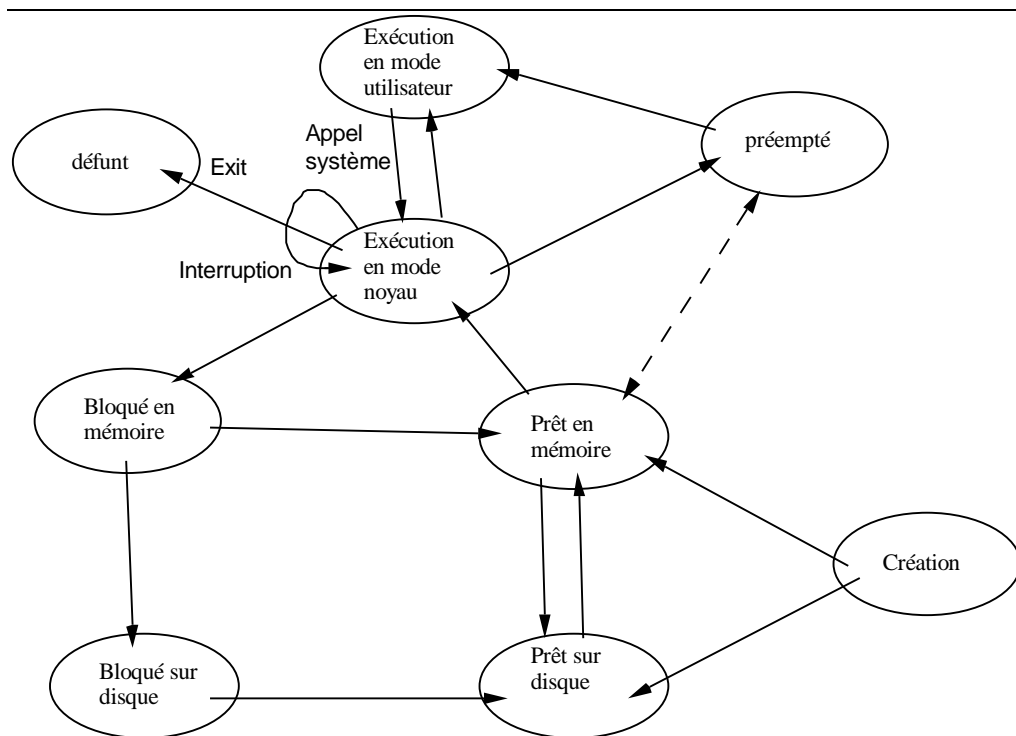 Exécution
en mode
utilisateur
préempté
Appel
système
défunt
Exit
Exécution
en mode
noyau
Interruption
Bloqué en
mémoire
Prêt en
mémoire
Création
Bloqué sur
disque
Prêt sur
disque